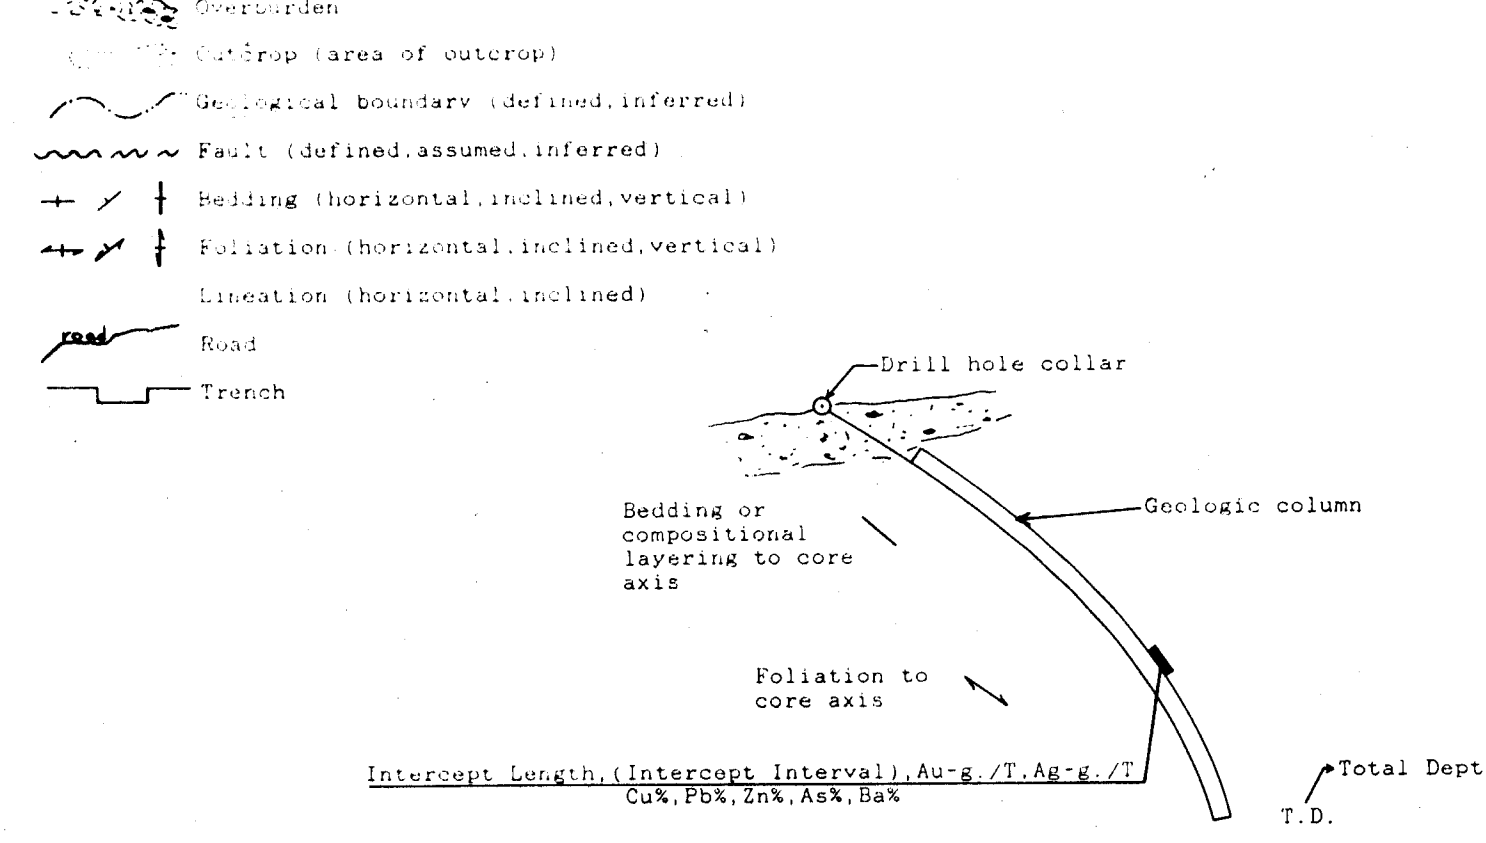 Overburden
Outcrop (area of outcrop)
Geological boundary (defined,inferred)
Fault (defined,assumed,inferred)
Bedding (horizontal,inclined,vertical)
Foliation (horizontal,inclined,vertical)
Lineation (horizontal,inclined)
road
Road
Trench
Drill hole collar
Geologic column
Bedding or
compositional
layering to core
axis
Foliation to
core axis
Intercept Length,(Intercept Interval),Au-g./T,Ag-g./T
Cu%,Pb%,Zn%,As%,Ba%
Total Dept
T.D.